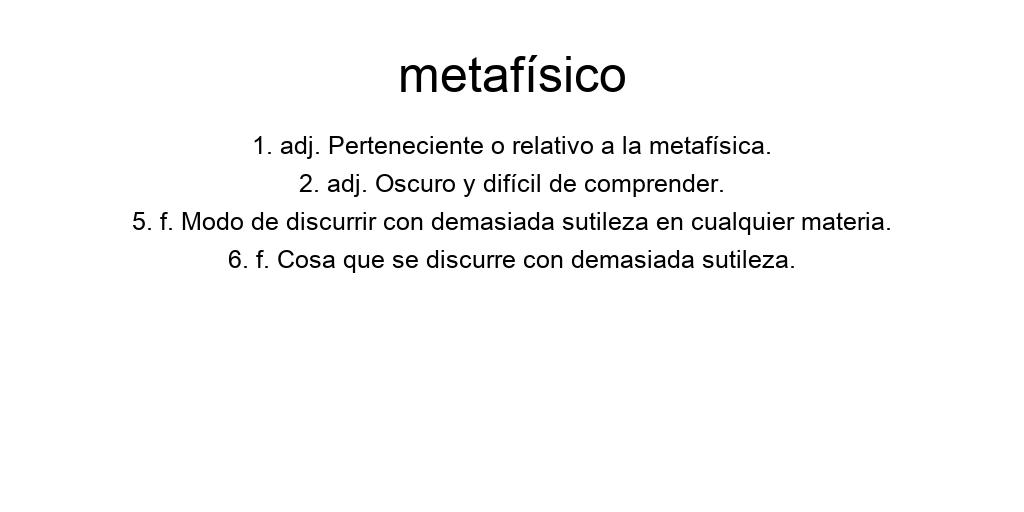 metafísico
1. adj. Perteneciente o relativo a la metafísica.
2. adj. Oscuro y difícil de comprender.
5. f. Modo de discurrir con demasiada sutileza en cualquier materia.
6. f. Cosa que se discurre con demasiada sutileza.